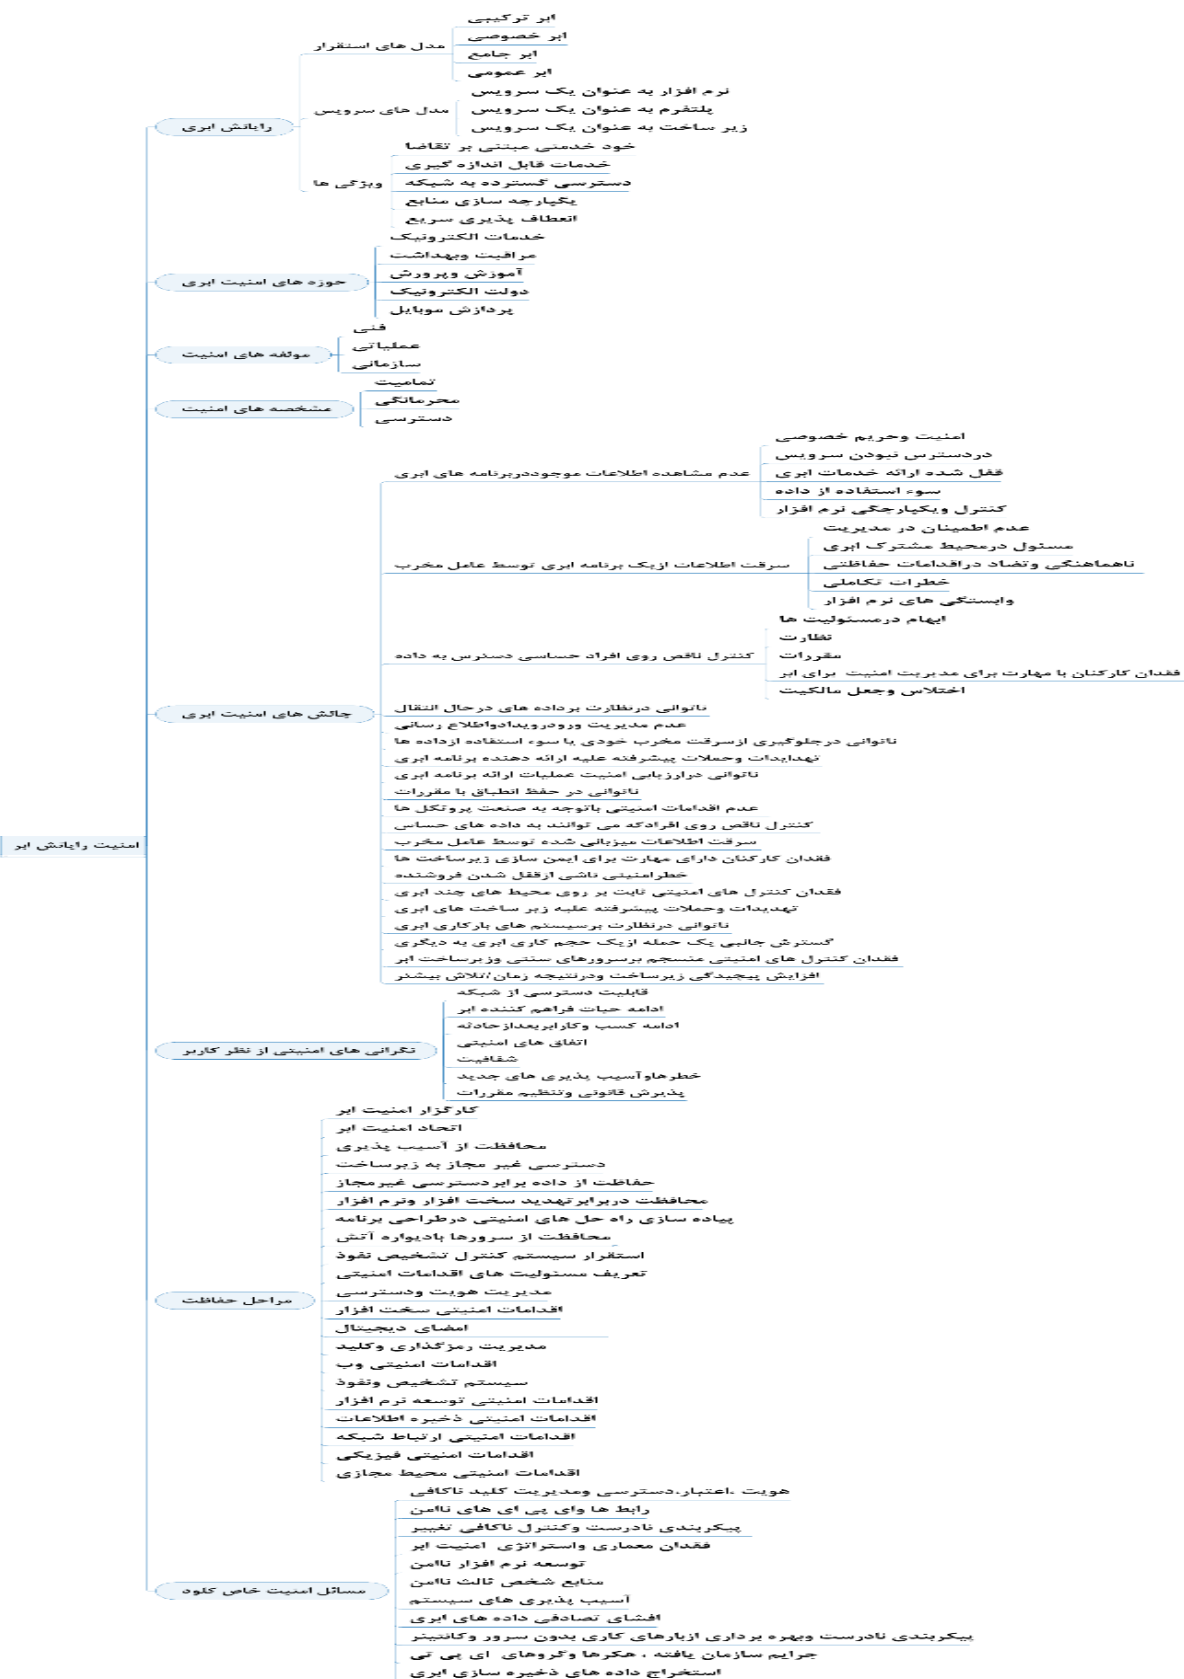 ابر ترکیبی
ابر خصوصی
ابر جامع
ابر عمومی
مدل های استقرار
نرم افزار به عنوان یک سرویس
پلتفرم به عنوان یک سرویس
زیر ساخت به عنوان یک سرویس
مدل های سرویس
رایانش ابری
خود خدمتی مبتنی بر تقاضا
خدمات قابل اندازه گیری
دسترسی گسترده به شبکه
یکپارچه سازی منابع
انعطاف پذیری سریع
ویژگی ها
خدمات الکترونیک
مراقبت وبهداشت
آموزش وپرورش
دولت الکترونیک
پردازش موبایل
حوزه های امنیت ابری
فنی
عملیاتی
سازمانی
موئفه های امنیت
تمامیت
محرمانگی
دسترسی
مشخصه های امنیت
امنیت وحریم خصوصی
دردسترس نبودن سرویس
قفل شده ارائه خدمات ابری
سوء استفاده از داده
کنترل ویکپارچگی نرم افزار
عدم مشاهده اطلاعات موجوددربرنامه های ابری
عدم اطمینان در مدیریت
مسئول درمحیط مشترک ابری
ناهماهنگی وتضاد دراقدامات حفاظتی
خطرات تکاملی
وابستگی های نرم افزار
سرقت اطلاعات ازیک برنامه ابری توسط عامل مخرب
ابهام درمسئولیت ها
نظارت
مقررات
فقدان کارکنان با مهارت برای مدیریت امنیت برای ابر
اختلاس وجعل مالکیت
کنترل ناقص روی افراد حساسی دسترس به داده
چالش های امنیت ابری
ناتوانی درنظارت برداده های درحال انتقال
عدم مدیریت ورودرویدادواطلاع رسانی
ناتوانی درجلوگیری ازسرقت مخرب خودی یا سوء استفاده ازداده ها
تهدابدات وحملات پیشرفته علیه ارائه دهنده برنامه ابری
ناتوانی درارزیابی امنیت عملیات ارائه برنامه ابری
ناتوانی در حفظ انطباق با مقررات
عدم اقدامات امنیتی باتوجه به صنعت پروتکل ها
کنترل ناقص روی افرادکه می توانند به داده های حساس
سرقت اطلاعات میزبانی شده توسط عامل مخرب
فقدان کارکنان دارای مهارت برای ایمن سازی زیرساخت ها
خطرامنیتی ناشی ازقفل شدن فروشنده
فقدان کنترل های امنیتی ثابت بر روی محیط های چند ابری
تهدیدات وحملات پیشرفته علیه زیر ساخت های ابری
ناتوانی درنظارت برسیستم های بارکاری ابری
گسترش جانبی یک حمله ازیک حجم کاری ابری به دیگری
فقدان کنترل های امنیتی منسجم برسرورهای سنتی وزیرساخت ابر
افزایش پیچیدگی زیرساخت ودرنتیجه زمان/تلاش بیشتر
امنیت رایانش ابر
قابلیت دسترسی از شبکه
ادامه حیات فراهم کننده ابر
ادامه کسب وکارابربعدازحادثه
اتفاق های امنیتی
شفافیت
خطرهاوآسیب پذیری های جدید
پذیرش قانونی وتنظیم مقررات
نگرانی های امنیتی از نظر کاربر
کارگزار امنیت ابر
اتحاد امنیت ابر
محافظت از آسیب پذیری
دسترسی غیر مجاز به زیرساخت
حفاظت از داده برابردسترسی غیرمجاز
محافظت دربرابرتهدید سخت افزار ونرم افزار
پیاده سازی راه حل های امنیتی درطراحی برنامه
محافظت از سرورها بادیواره آتش
استقرار سیستم کنترل تشخیص نفوذ
تعریف مسئولیت های اقدامات امنیتی
مدیریت هویت ودسترسی
اقدامات امنیتی سخت افزار
امضای دیجیتال
مدیریت رمزگذاری وکلید
اقدامات امنیتی وب
سیستم تشخیص ونفوذ
اقدامات امنیتی توسعه نرم افزار
اقدامات امنیتی ذخیره اطلاعات
اقدامات امنیتی ارتباط شبکه
اقدامات امنیتی فیزیکی
اقدامات امنیتی محیط مجازی
مراحل حفاظت
هویت ،اعتبار،دسترسی ومدیریت کلید ناکافی
رابط ها وای پی ای های ناامن
پیکربندی نادرست وکنترل ناکافی تغییر
فقدان معماری واستراتژی امنیت ابر
توسعه نرم افزار ناامن
منابع شخص ثالث ناامن
آسیب پذیری های سیستم
افشای تصادفی داده های ابری
پیکربندی نادرست وبهره برداری ازبارهای کاری بدون سرور وکانتینر
جرایم سازمان یافته ، هکرها وگروهای ای پی تی
استخراج داده های ذخیره سازی ابری
مسائل امنیت خاص کلود